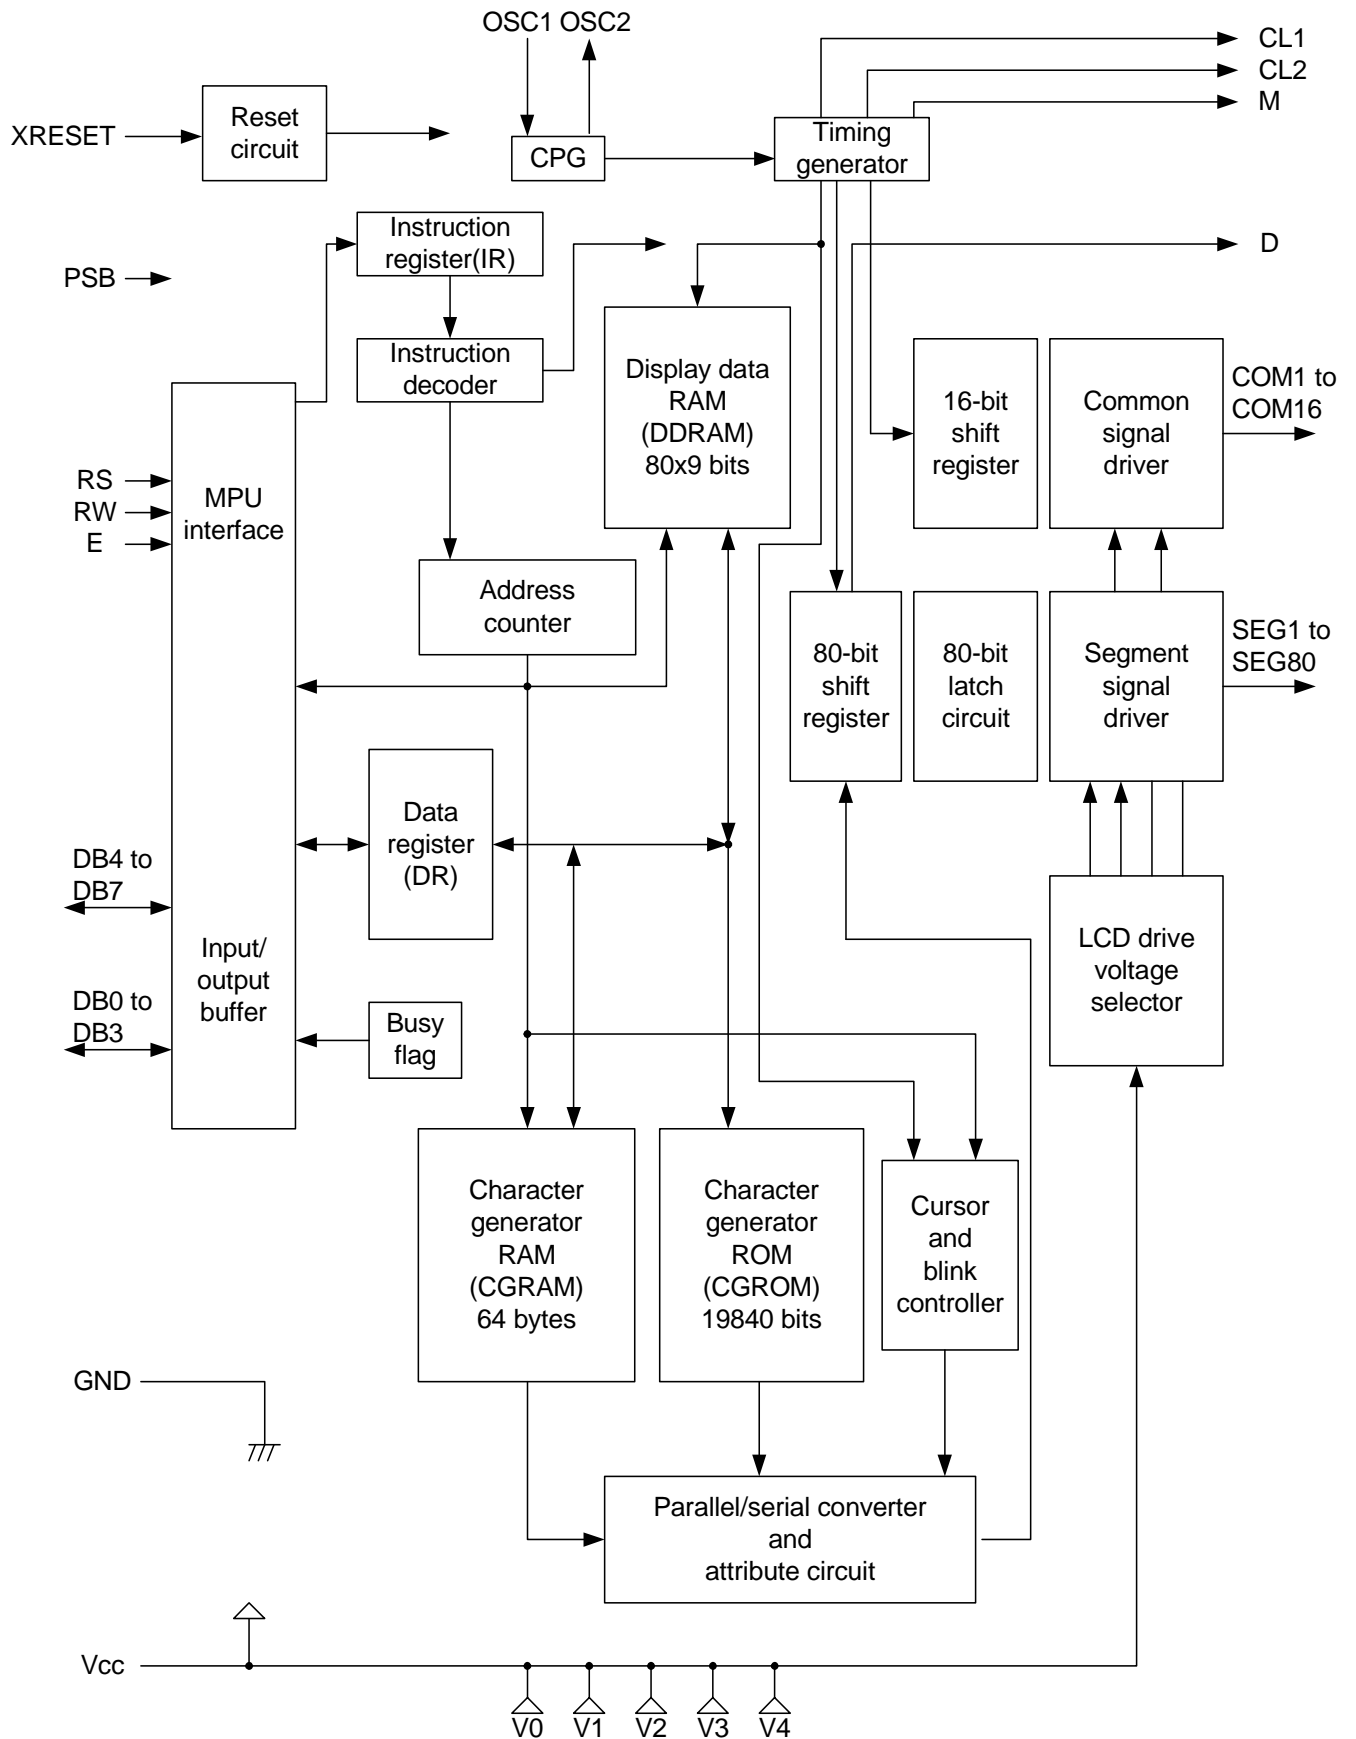 OSC1 OSC2
CL1
CL2
M
XRESET
Reset
circuit
CPG
Timing
generator
Instruction
register(IR)
D
PSB
Instruction
decoder
Display data
RAM
(DDRAM)
80x9 bits
16-bit
shift
register
Common
signal
driver
COM1 to
COM16
RS
RW
E
MPU
interface
Address
counter
80-bit
shift
register
80-bit
latch
circuit
Segment
signal
driver
SEG1 to
SEG80
Data
register
(DR)
DB4 to
DB7
Input/
output
buffer
LCD drive
voltage
selector
DB0 to
DB3
Busy
flag
Character
generator
RAM
(CGRAM)
64 bytes
Character
generator
ROM
(CGROM)
19840 bits
Cursor
and
blink
controller
GND
Parallel/serial converter
and
attribute circuit
Vcc
V0 V1 V2 V3 V4